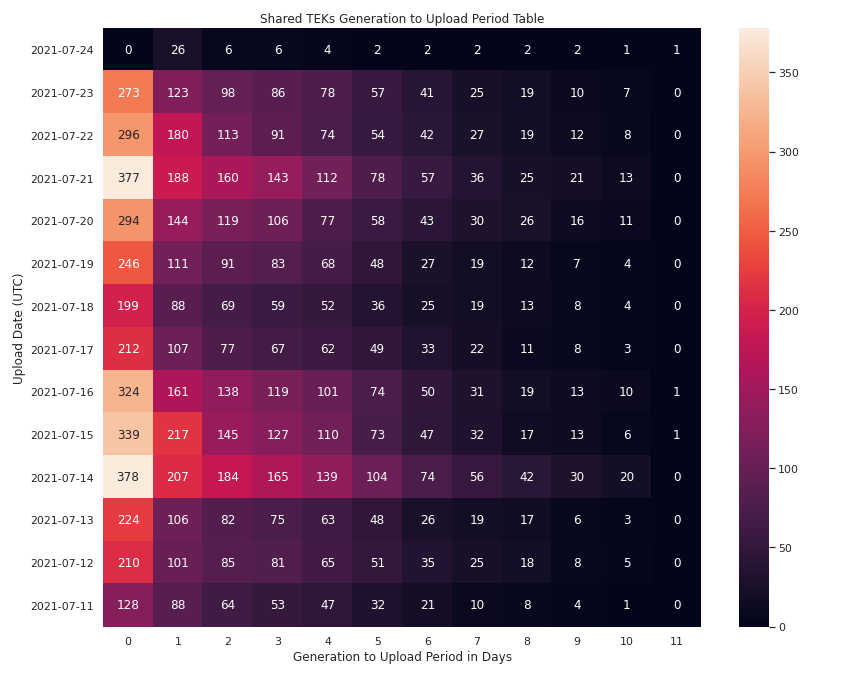 Shared TEKs Generation to Upload Period Table
Upload Date (UTC)
2021-07-24 0 26 6 6 4 2 2 2 2 2 1 1
2021-07-23 273 123 98 86 78 57 41 25 19 10 7 0
2021-07-22 296 180 113 91 74 54 42 27 19 12 8 0
2021-07-21 377 188 160 143 112 78 57 36 25 21 13 0
2021-07-20 294 144 119 106 77 58 43 30 26 16 11 0
2021-07-19 246 111 91 83 68 48 27 19 12 7 4 0
2021-07-18 199 88 69 59 52 36 25 19 13 8 4 0
2021-07-17 212 107 77 67 62 49 33 22 11 8 3 0
2021-07-16 324 161 138 119 101 74 50 31 19 13 10 1
2021-07-15 339 217 145 127 110 73 47 32 17 13 6 1
2021-07-14 378 207 184 165 139 104 74 56 42 30 20 0
2021-07-13 224 106 82 75 63 48 26 19 17 6 3 0
2021-07-12 210 101 85 81 65 51 35 25 18 8 5 0
2021-07-11 128 88 64 53 47 32 21 10 8 4 1 0
0 1 2 3 4 5 6 7 8 9 10 11
Generation to Upload Period in Days
350
300
250
200
150
100
50
0